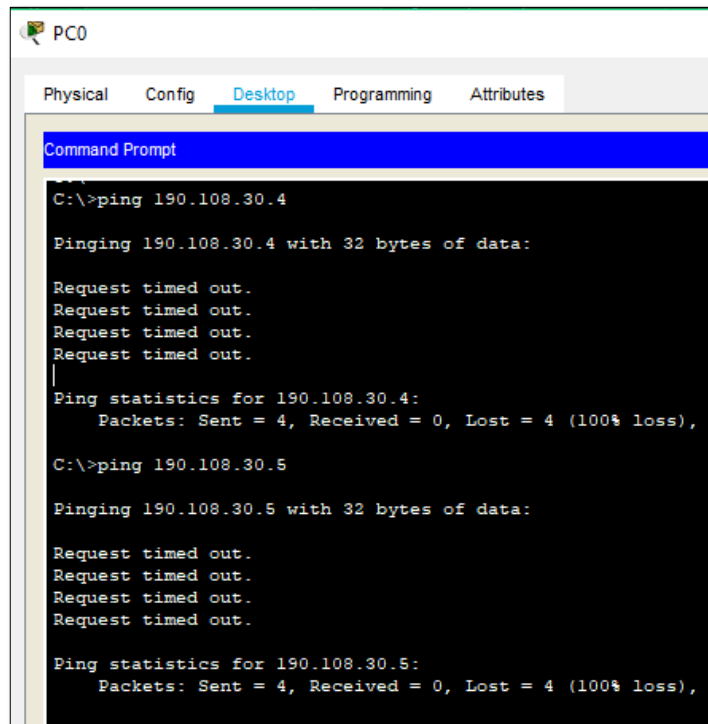 PC0
Physical Config Desktop Programming Attributes
Command Prompt
C:\>ping 190.108.30.4
Pinging 190.108.30.4 with 32 bytes of data:
Request timed out.
Request timed out.
Request timed out.
Request timed out.
Ping statistics for 190.108.30.4:
Packets: Sent = 4, Received = 0, Lost = 4 (100% loss),
C:\>ping 190.108.30.5
Pinging 190.108.30.5 with 32 bytes of data:
Request timed out.
Request timed out.
Request timed out.
Request timed out.
Ping statistics for 190.108.30.5:
Packets: Sent = 4, Received = 0, Lost = 4 (100% loss),